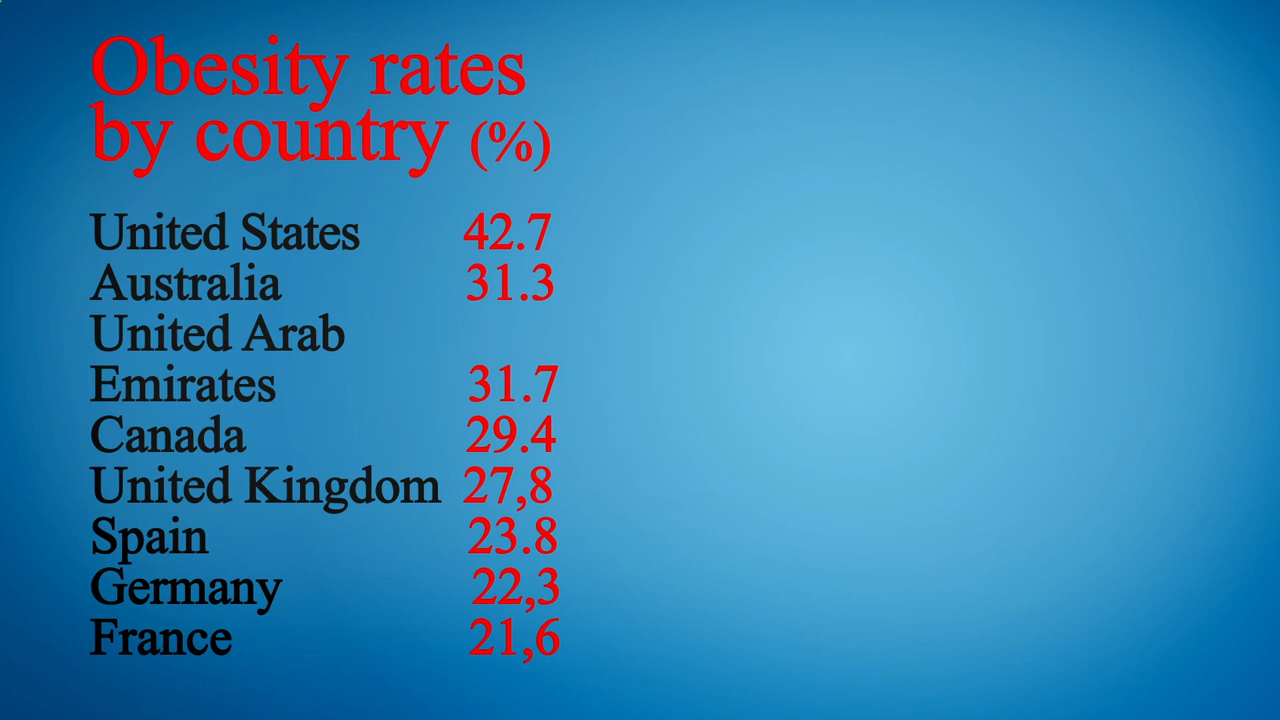 Obesity rates
by country (%)
United States 42.7
Australia 31.3
United Arab
Emirates 31.7
Canada 29.4
United Kingdom 27,8
Spain 23.8
Germany 22,3
France 21,6